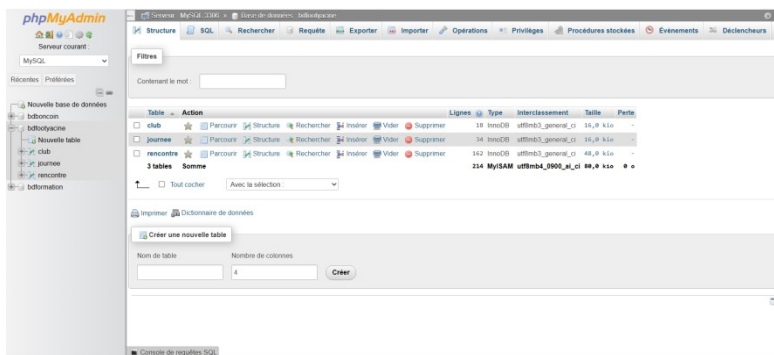 phpMyAdmin
Serveur courant :
MySQL
Récentes Préférées
Nouvelle base de données
bdboncoin
bdfootyacine
Nouvelle table
club
journee
rencontre
bdformation
Serveur : MySQL:3306 » Base de données : bdfootyacine
Structure SQL Rechercher Requête Exporter Importer Opérations Privilèges Procédures stockées Évènements Déclencheurs
Filtres
Contenant le mot :
Table Action Lignes Type Interclassement Taille Perte
club Parcourir Structure Rechercher Insérer Vider Supprimer 18 InnoDB utf8mb3_general_ci 16,0 kio -
journee Parcourir Structure Rechercher Insérer Vider Supprimer 34 InnoDB utf8mb3_general_ci 16,0 kio -
rencontre Parcourir Structure Rechercher Insérer Vider Supprimer 162 InnoDB utf8mb3_general_ci 48,0 kio -
3 tables Somme 214 MyISAM utf8mb4_0900_ai_ci 80,0 kio 0 o
Tout cocher Avec la sélection :
Imprimer Dictionnaire de données
Créer une nouvelle table
Nom de table Nombre de colonnes
4 Créer
Console de requêtes SQL